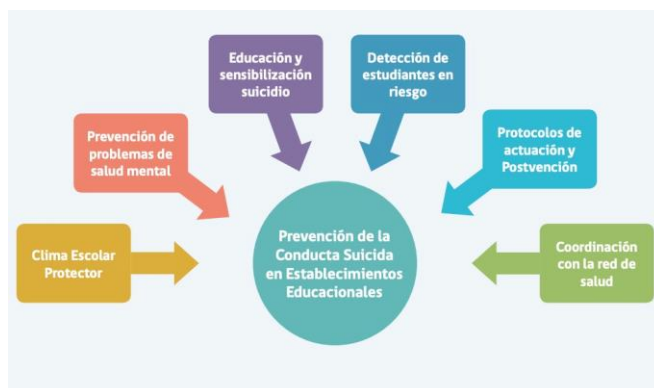 Educación y
sensibilización
suicidio
Detección de
estudiantes en
riesgo
Prevención de
problemas de
salud mental
Protocolos de
actuación y
Postvención
Clima Escolar
Protector
Prevención de la
Conducta Suicida
en Establecimientos
Educacionales
Coordinación
con la red de
salud